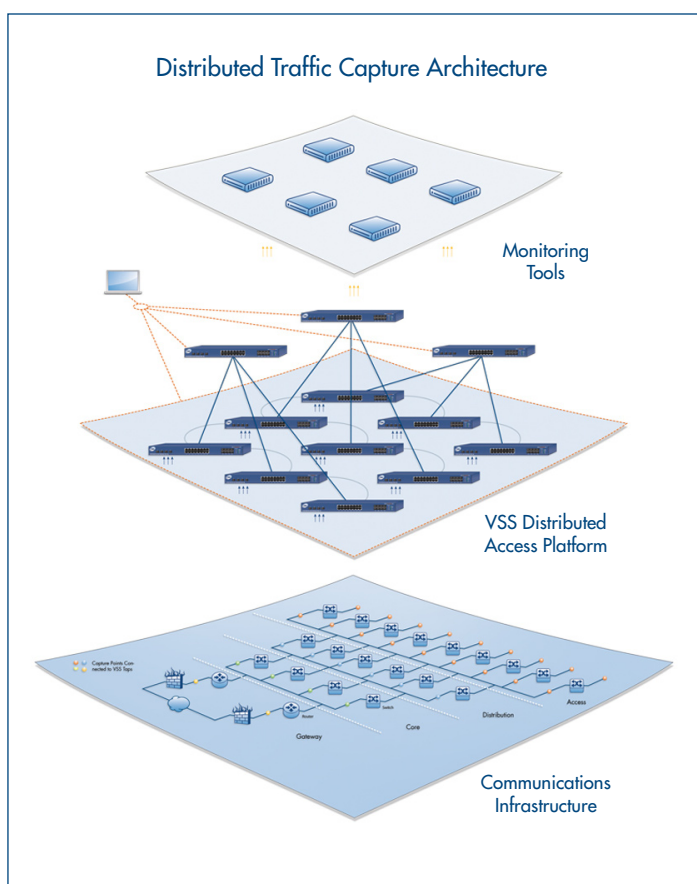 Distributed Traffic Capture Architecture
Monitoring
Tools
VSS Distributed
Access Platform
Capture Points Con-
nected to VSS Taps
Router
Switch
Gateway
Core
Distribution
Access
Communications
Infrastructure